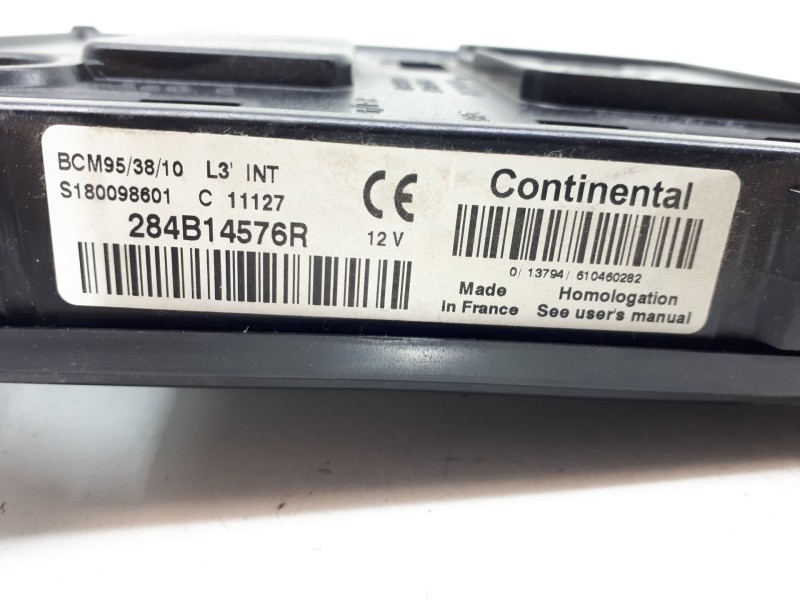 BCM95/38/10 L3' INT
S180098601 C 11127
284B14576R
CE
12 V
Continental
0/ 13794/ 610460282
Made
in France
Homologation
See user's manual